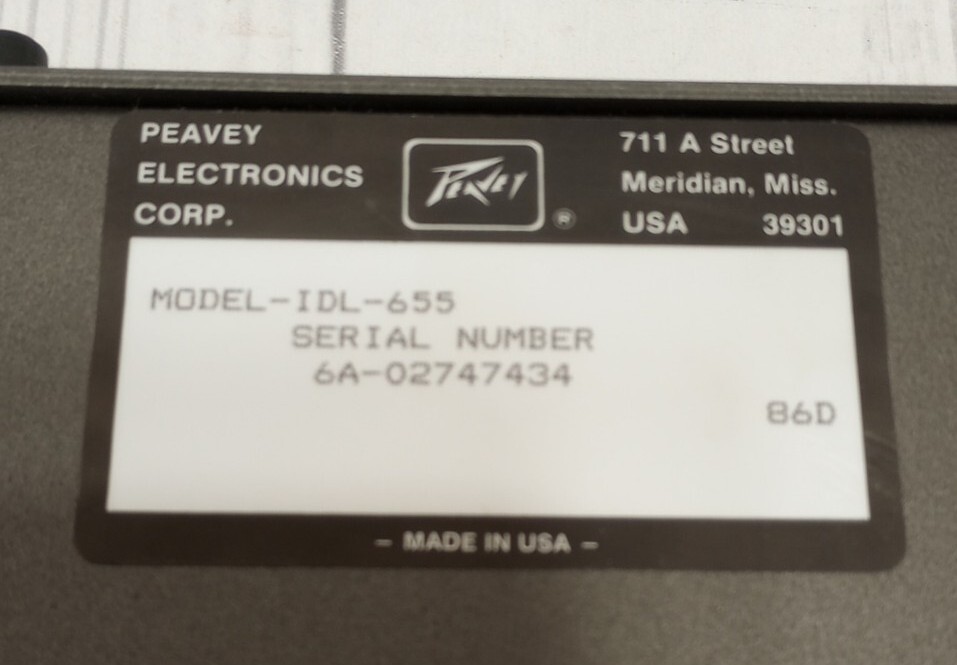 PEAVEY
ELECTRONICS
CORP.
PEAVEY
®
711 A Street
Meridian, Miss.
USA 39301
MODEL-IDL-655
SERIAL NUMBER
6A-02747434
86D
- MADE IN USA -